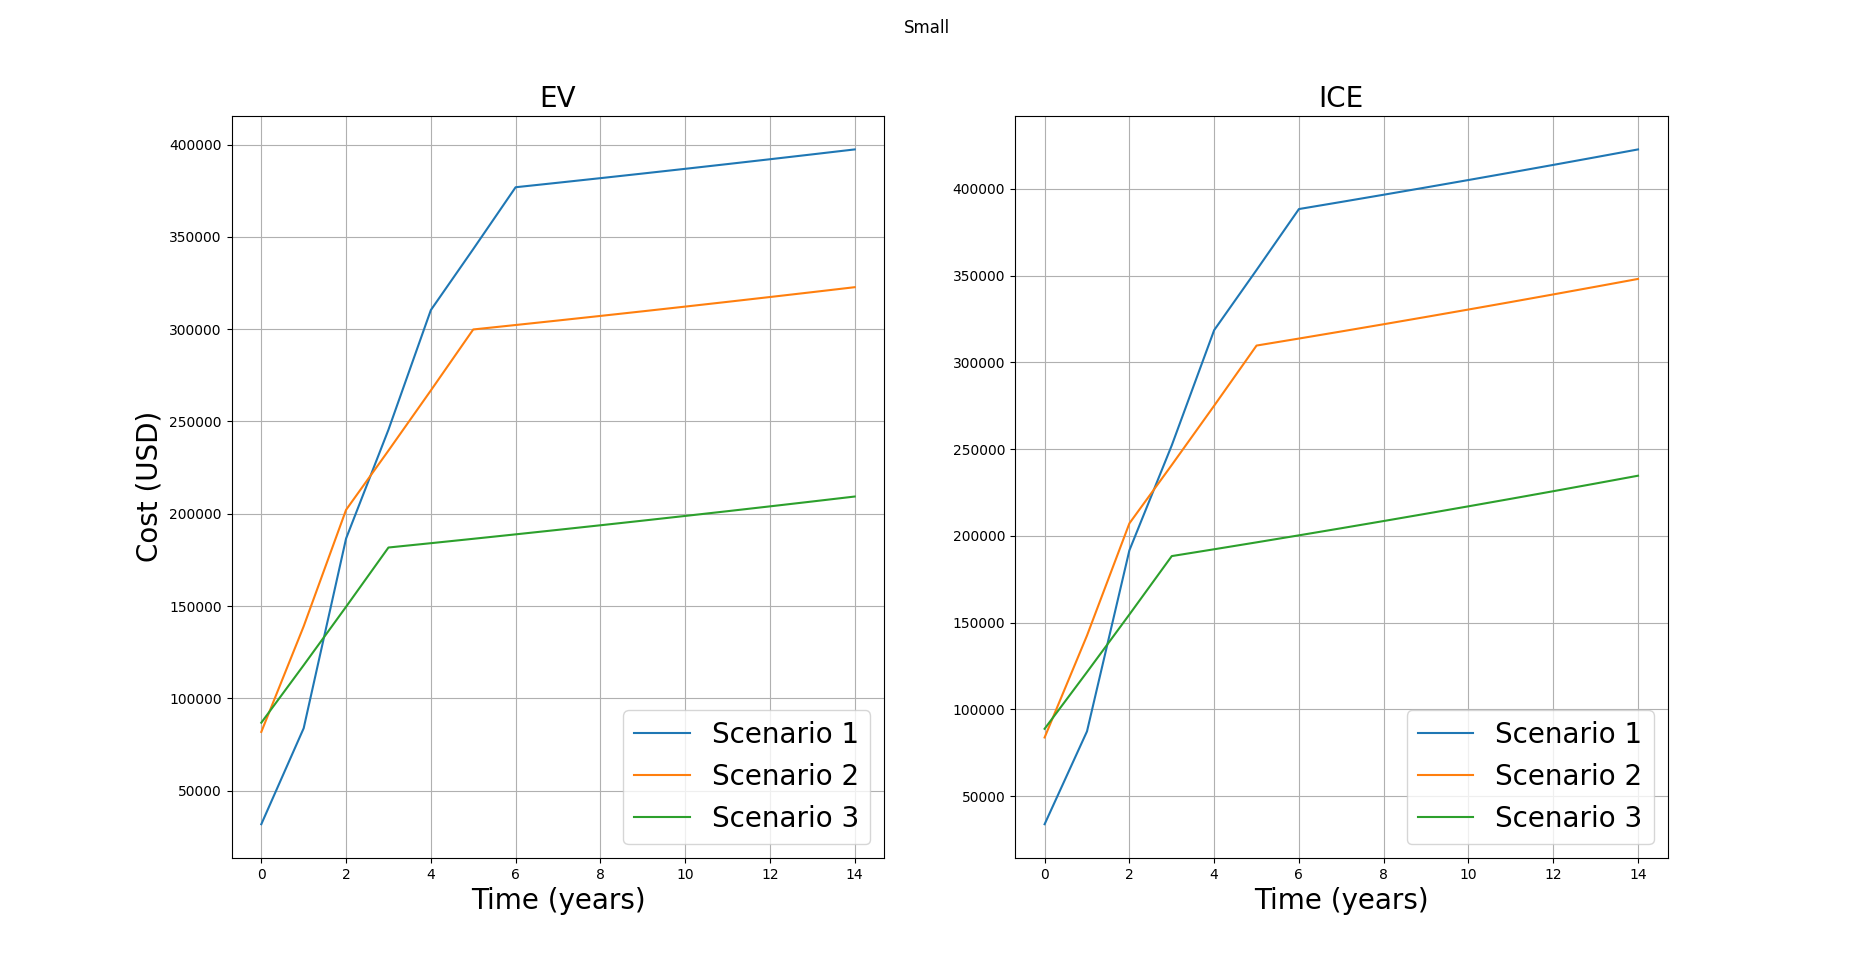 Small
EV
400000
350000
300000
250000
200000
150000
100000
50000
Cost (USD)
0 2 4 6 8 10 12 14
Time (years)
Scenario 1
Scenario 2
Scenario 3
ICE
400000
350000
300000
250000
200000
150000
100000
50000
0 2 4 6 8 10 12 14
Time (years)
Scenario 1
Scenario 2
Scenario 3